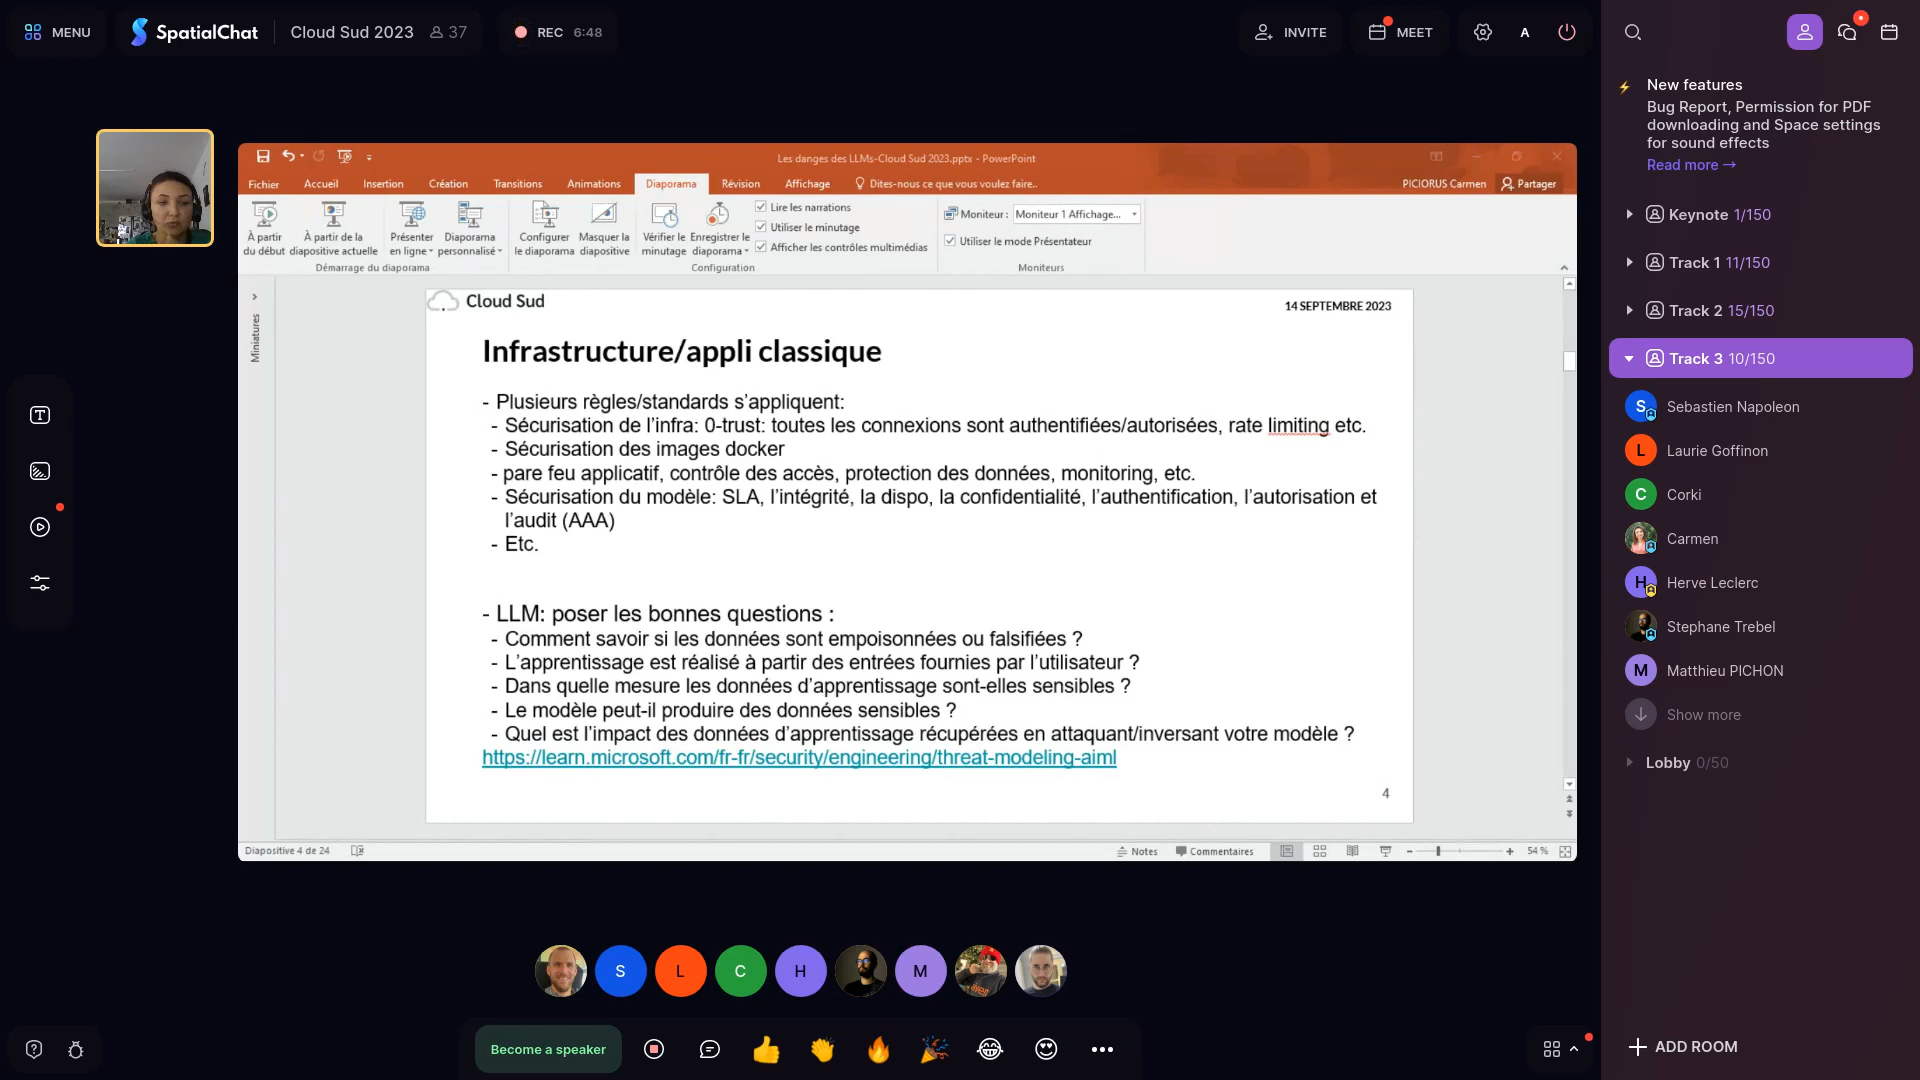 MENU
SpatialChat
Cloud Sud 2023
37
REC 6:48
INVITE
MEET
A
New features
Bug Report, Permission for PDF
downloading and Space settings
for sound effects
Read more →
Keynote 1/150
Track 1 11/150
Track 2 15/150
Track 3 10/150
S Sebastien Napoleon
L Laurie Goffinon
C Corki
Carmen
H Herve Leclerc
Stephane Trebel
M Matthieu PICHON
Show more
Lobby 0/50
ADD ROOM
Les danges des LLMs-Cloud Sud 2023.pptx - PowerPoint
Fichier Accueil Insertion Création Transitions Animations Diaporama Révision Affichage Dites-nous ce que vous voulez faire.. PICIORUS Carmen Partager
À partir du début
À partir de la diapositive actuelle
Présenter en ligne
Diaporama personnalisé
Démarrage du diaporama
Configurer le diaporama
Masquer la diapositive
Vérifier le minutage
Enregistrer le diaporama
Lire les narrations
Utiliser le minutage
Afficher les contrôles multimédias
Configuration
Moniteur : Moniteur 1 Affichage...
Utiliser le mode Présentateur
Moniteurs
Miniatures
Cloud Sud
14 SEPTEMBRE 2023
Infrastructure/appli classique
- Plusieurs règles/standards s’appliquent:
- Sécurisation de l’infra: 0-trust: toutes les connexions sont authentifiées/autorisées, rate limiting etc.
- Sécurisation des images docker
- pare feu applicatif, contrôle des accès, protection des données, monitoring, etc.
- Sécurisation du modèle: SLA, l’intégrité, la dispo, la confidentialité, l’authentification, l’autorisation et
l’audit (AAA)
- Etc.
- LLM: poser les bonnes questions :
- Comment savoir si les données sont empoisonnées ou falsifiées ?
- L’apprentissage est réalisé à partir des entrées fournies par l’utilisateur ?
- Dans quelle mesure les données d’apprentissage sont-elles sensibles ?
- Le modèle peut-il produire des données sensibles ?
- Quel est l’impact des données d’apprentissage récupérées en attaquant/inversant votre modèle ?
https://learn.microsoft.com/fr-fr/security/engineering/threat-modeling-aiml
4
Diapositive 4 de 24
Notes
Commentaires
54 %
S L C H M
Become a speaker